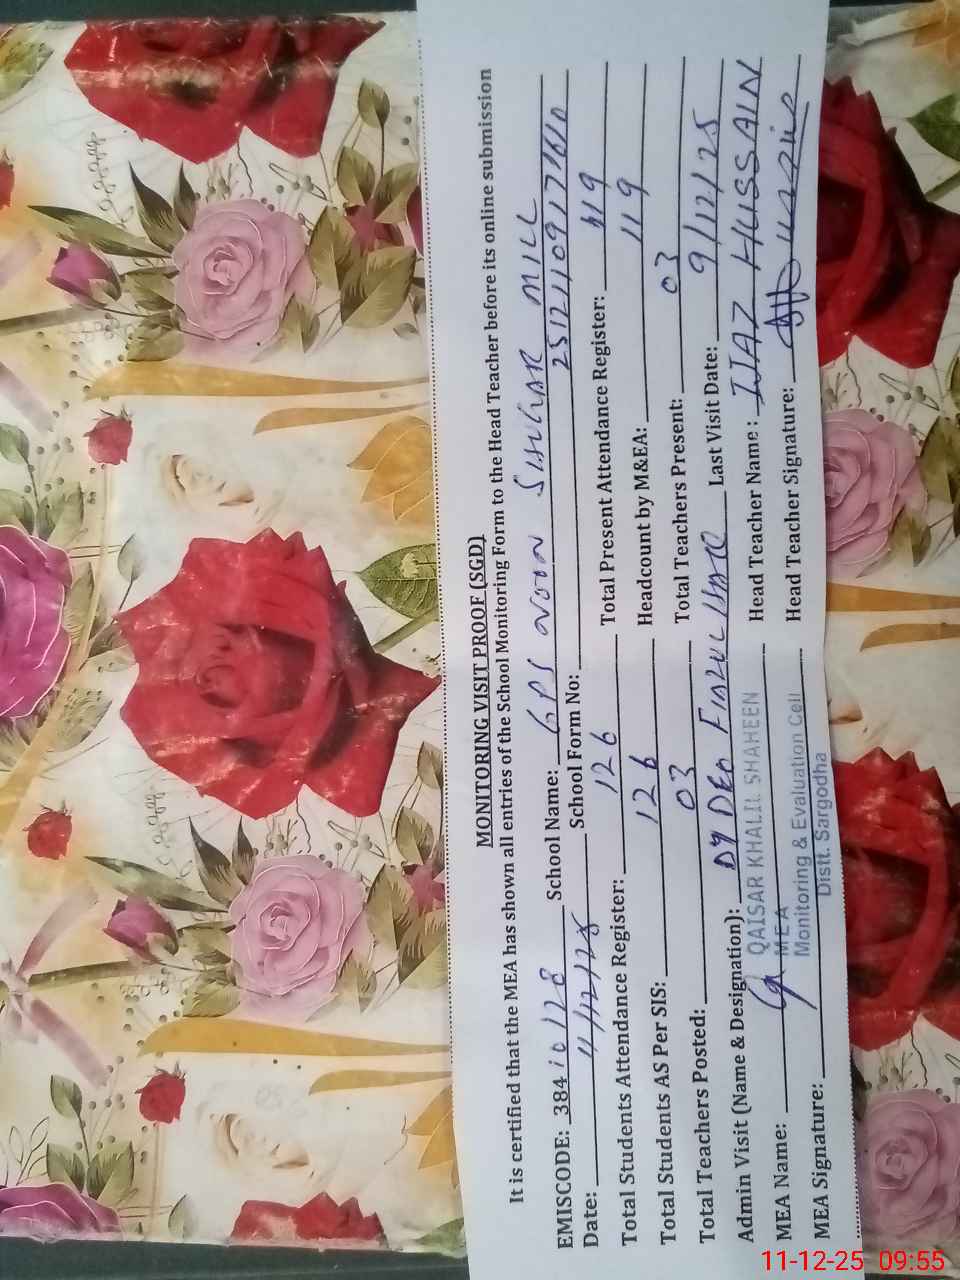 MONITORING VISIT PROOF (SGD)
It is certified that the MEA has shown all entries of the School Monitoring Form to the Head Teacher before its online submission
EMISCODE: 38410128 School Name: GPS NOON SHUGAR MILL
Date: 11/12/25 School Form No: 25121109177610
Total Students Attendance Register: 126 Total Present Attendance Register: 119
Total Students AS Per SIS: 126 Headcount by M&EA: 119
Total Teachers Posted: 03 Total Teachers Present: 03
Admin Visit (Name & Designation): DY DEO Last Visit Date: 9/12/25
MEA Name: QAISAR KHALIL SHAHEEN Head Teacher Name: IJAZ HUSSAIN
MEA
MEA Signature: Monitoring & Evaluation Cell Head Teacher Signature:
Distt. Sargodha
11-12-25 09:55